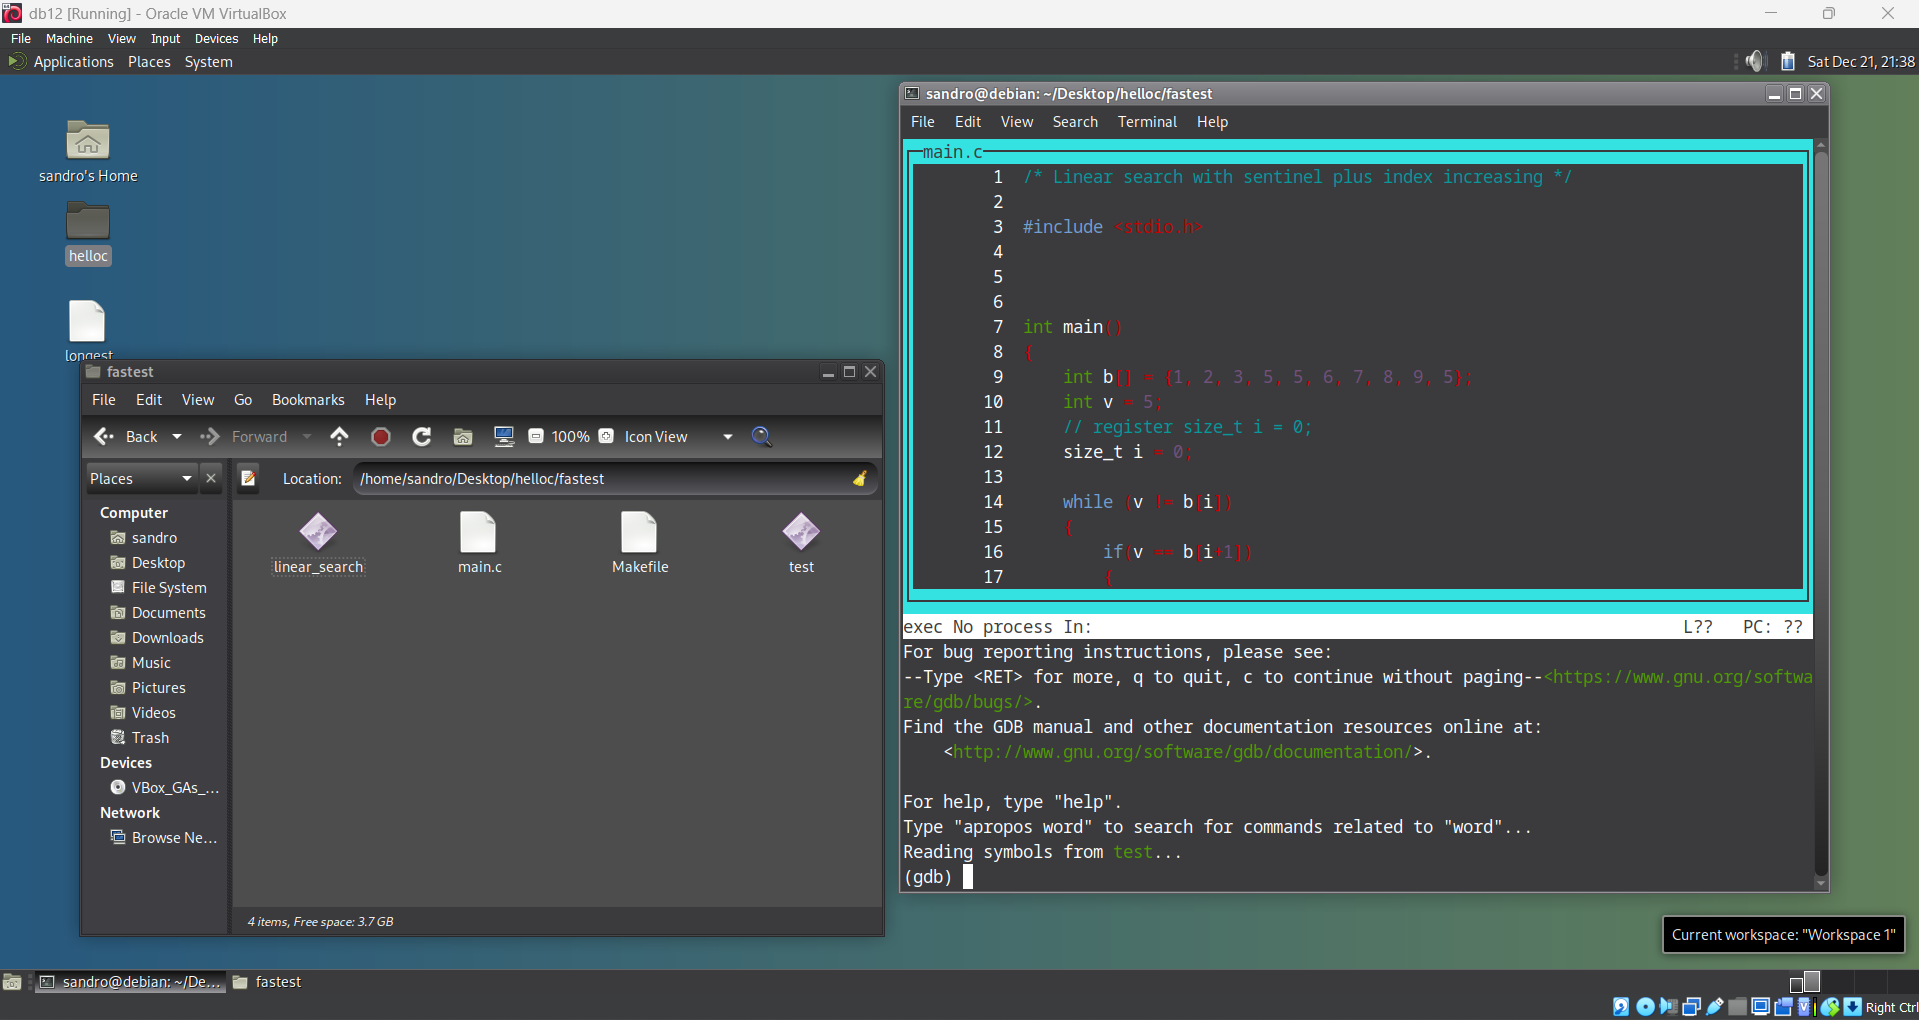 db12 [Running] - Oracle VM VirtualBox
File Machine View Input Devices Help
Applications Places System
Sat Dec 21, 21:38
sandro's Home
helloc
longest
sandro@debian: ~/Desktop/helloc/fastest
File Edit View Search Terminal Help
main.c
1 /* Linear search with sentinel plus index increasing */
2
3 #include <stdio.h>
4
5
6
7 int main()
8 {
9 int b[] = {1, 2, 3, 5, 5, 6, 7, 8, 9, 5};
10 int v = 5;
11 // register size_t i = 0;
12 size_t i = 0;
13
14 while (v != b[i])
15 {
16 if(v == b[i+1])
17 {
exec No process In: L?? PC: ??
For bug reporting instructions, please see:
--Type <RET> for more, q to quit, c to continue without paging--<https://www.gnu.org/softwa
re/gdb/bugs/>.
Find the GDB manual and other documentation resources online at:
<http://www.gnu.org/software/gdb/documentation/>.
For help, type "help".
Type "apropos word" to search for commands related to "word"...
Reading symbols from test...
(gdb)
fastest
File Edit View Go Bookmarks Help
Back Forward 100% Icon View
Places Location: /home/sandro/Desktop/helloc/fastest
Computer
sandro
Desktop
File System
Documents
Downloads
Music
Pictures
Videos
Trash
Devices
VBox_GAs_...
Network
Browse Ne...
linear_search main.c Makefile test
4 items, Free space: 3.7 GB
Current workspace: "Workspace 1"
sandro@debian: ~/De... fastest
Right Ctrl